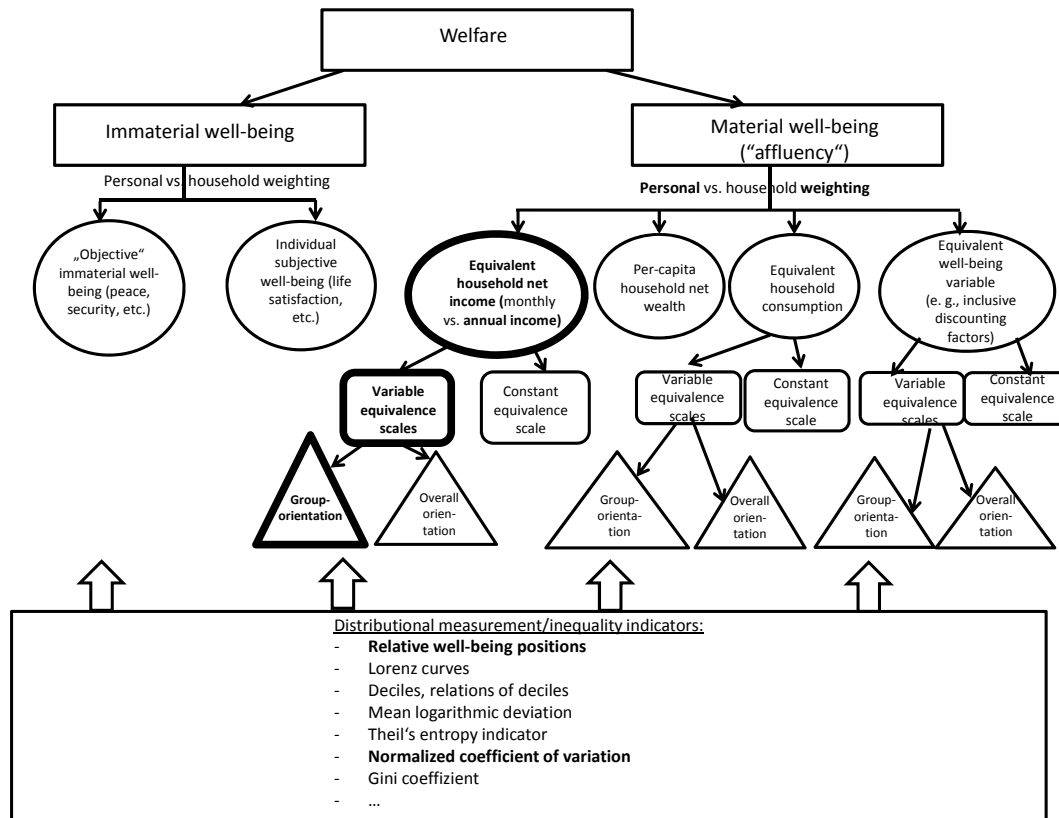 Welfare
Immaterial well-being
Material well-being
(“affluency“)
Personal vs. household weighting
Personal vs. household weighting
„Objective“
immaterial well-
being (peace,
security, etc.)
Individual
subjective
well-being (life
satisfaction,
etc.)
Equivalent
household net
income (monthly
vs. annual income)
Per-capita
household net
wealth
Equivalent
household
consumption
Equivalent
well-being
variable
(e. g., inclusive
discounting
factors)
Variable
equivalence
scales
Constant
equivalence
scale
Variable
equivalence
scales
Constant
equivalence
scale
Variable
equivalence
scales
Constant
equivalence
scale
Group-
orientation
Overall
orien-
tation
Group-
orienta-
tion
Overall
orien-
tation
Group-
orienta-
tion
Overall
orien-
tation
Distributional measurement/inequality indicators:
- Relative well-being positions
- Lorenz curves
- Deciles, relations of deciles
- Mean logarithmic deviation
- Theil‘s entropy indicator
- Normalized coefficient of variation
- Gini coeffizient
- ...